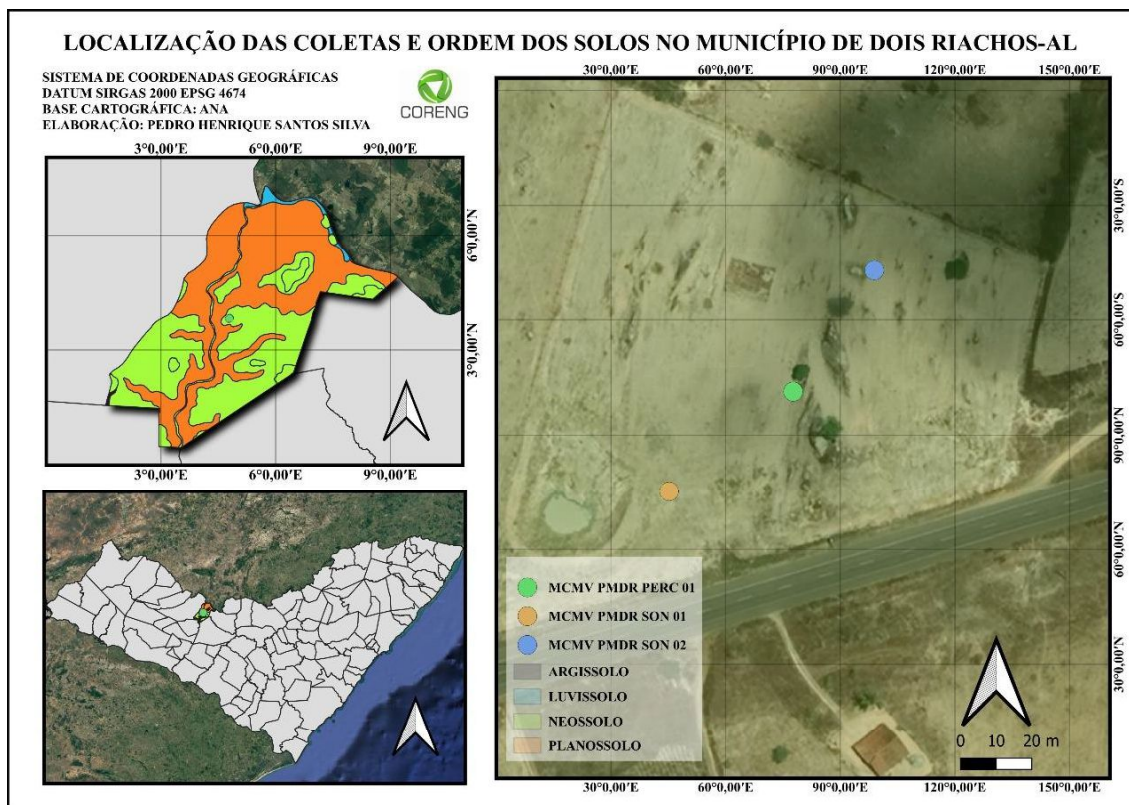 LOCALIZAÇÃO DAS COLETAS E ORDEM DOS SOLOS NO MUNICÍPIO DE DOIS RIACHOS-AL
SISTEMA DE COORDENADAS GEOGRÁFICAS
DATUM SIRGAS 2000 EPSG 4674
BASE CARTOGRÁFICA: ANA
ELABORAÇÃO: PEDRO HENRIQUE SANTOS SILVA
CORENG
3°0,00′E 6°0,00′E 9°0,00′E
6°0,00′N
3°0,00′N
3°0,00′E 6°0,00′E 9°0,00′E
30°0,00′E 60°0,00′E 90°0,00′E 120°0,00′E 150°0,00′E
30°0,00′S
60°0,00′S
90°0,00′S
60°0,00′S
30°0,00′S
MCMV PMDR PERC 01
MCMV PMDR SON 01
MCMV PMDR SON 02
ARGISSOLO
LUVISSOLO
NEOSSOLO
PLANOSSOLO
0 10 20 m
30°0,00′E 60°0,00′E 90°0,00′E 120°0,00′E 150°0,00′E